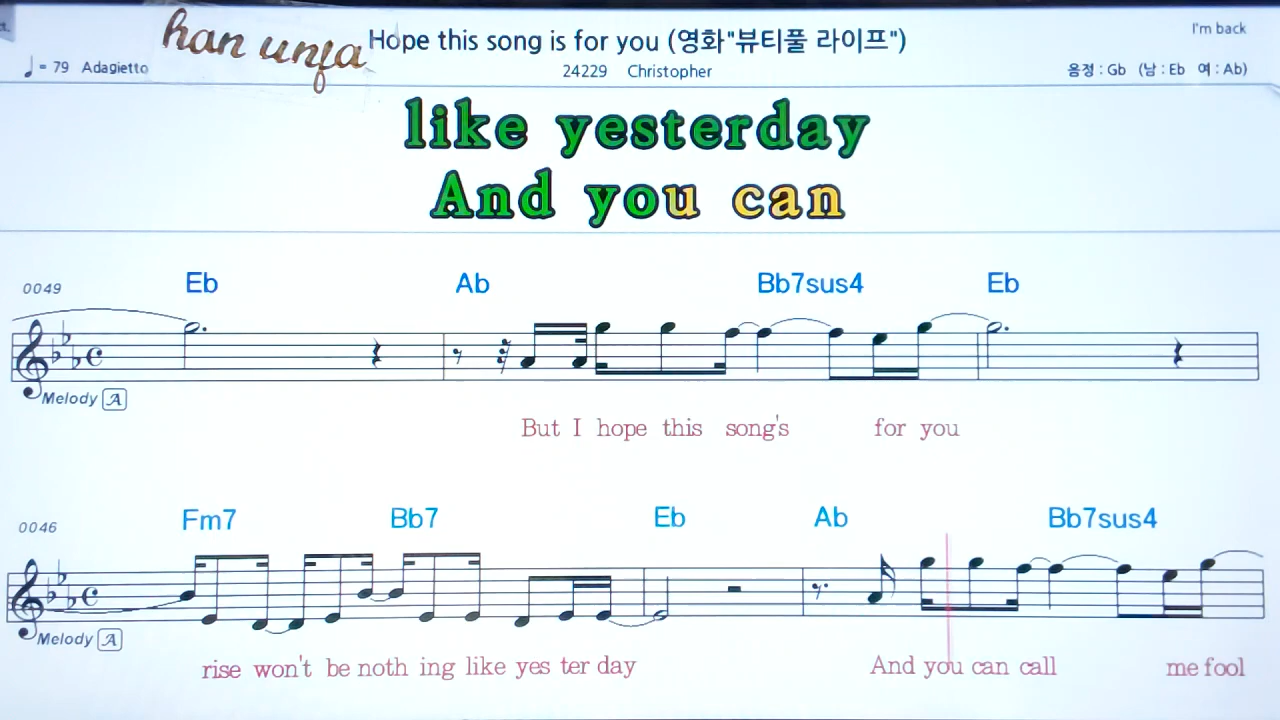 han unfa
Hope this song is for you (영화"뷰티풀 라이프")
I'm back
♩= 79 Adagietto
24229 Christopher
음정 : Gb (남 : Eb 여 : Ab)
like yesterday
And you can
0049 Eb Ab Bb7sus4 Eb
Melody A
But I hope this song's for you
0046 Fm7 Bb7 Eb Ab Bb7sus4
Melody A
rise won't be noth ing like yes ter day And you can call me fool